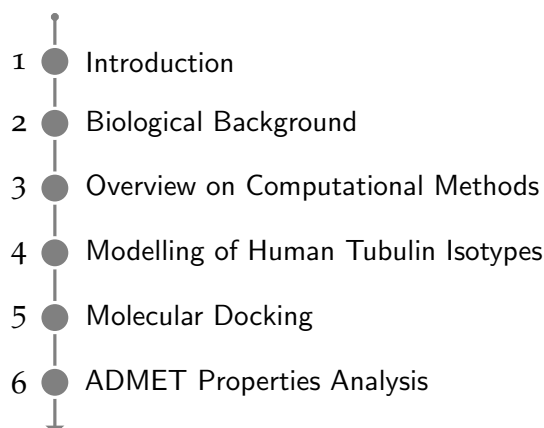 1 Introduction
2 Biological Background
3 Overview on Computational Methods
4 Modelling of Human Tubulin Isotypes
5 Molecular Docking
6 ADMET Properties Analysis